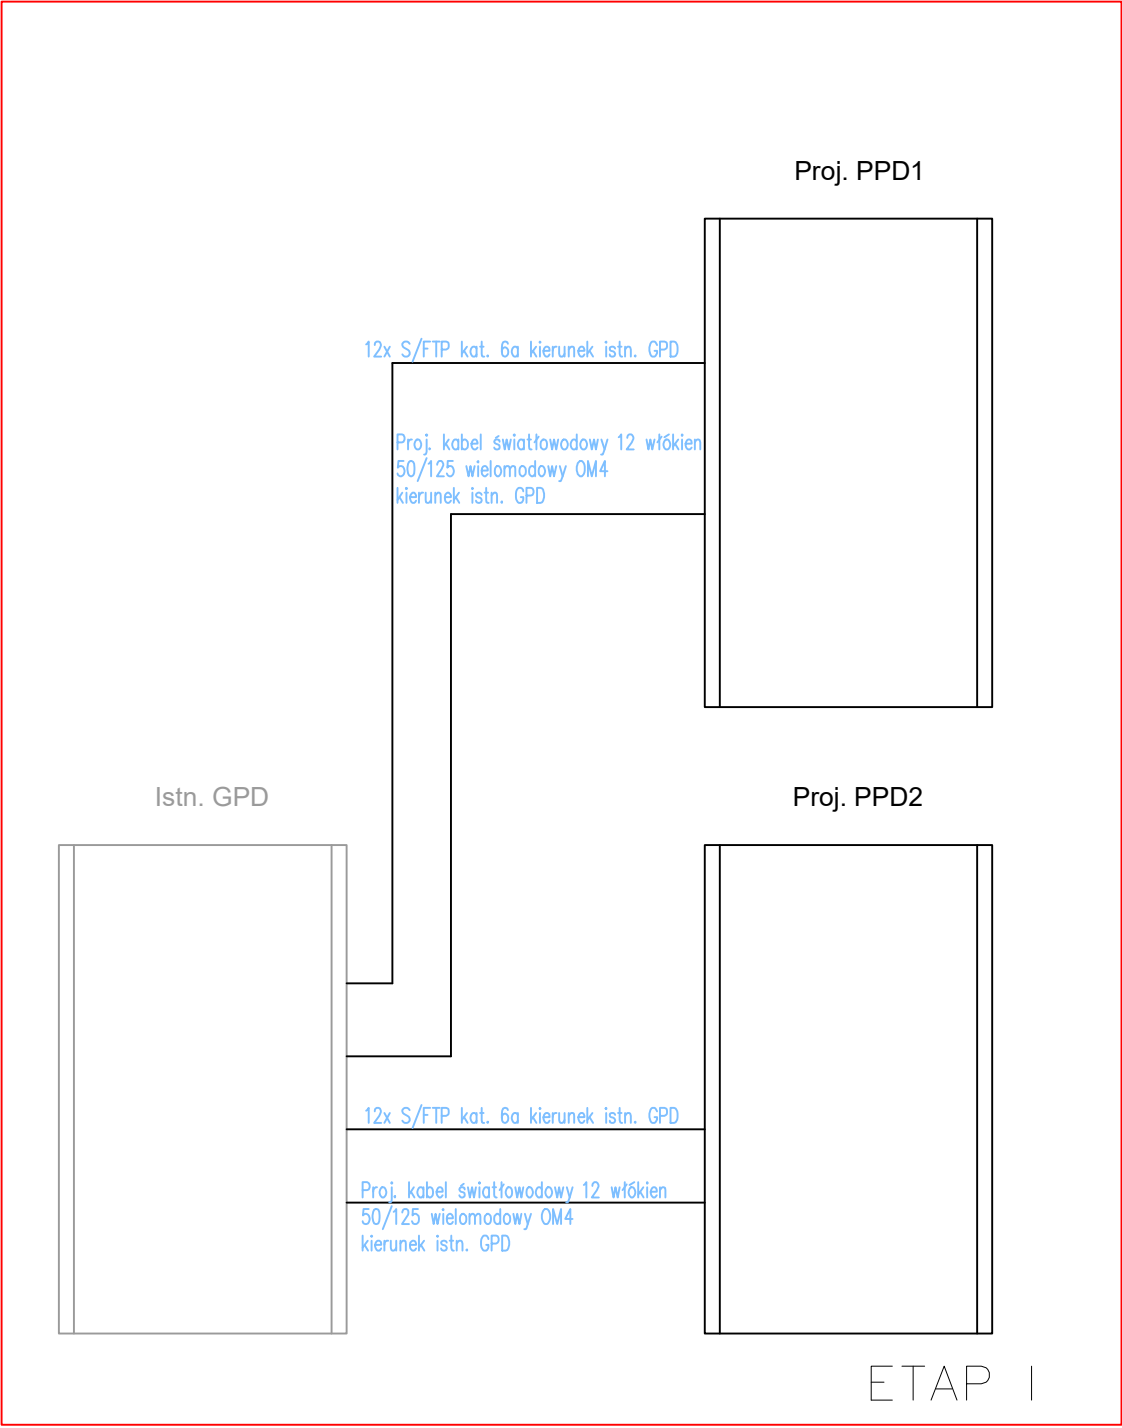 Proj. PPD1
12x S/FTP kat. 6a kierunek istn. GPD
Proj. kabel światłowodowy 12 włókien
50/125 wielomodowy OM4
kierunek istn. GPD
Istn. GPD
Proj. PPD2
12x S/FTP kat. 6a kierunek istn. GPD
Proj. kabel światłowodowy 12 włókien
50/125 wielomodowy OM4
kierunek istn. GPD
ETAP I